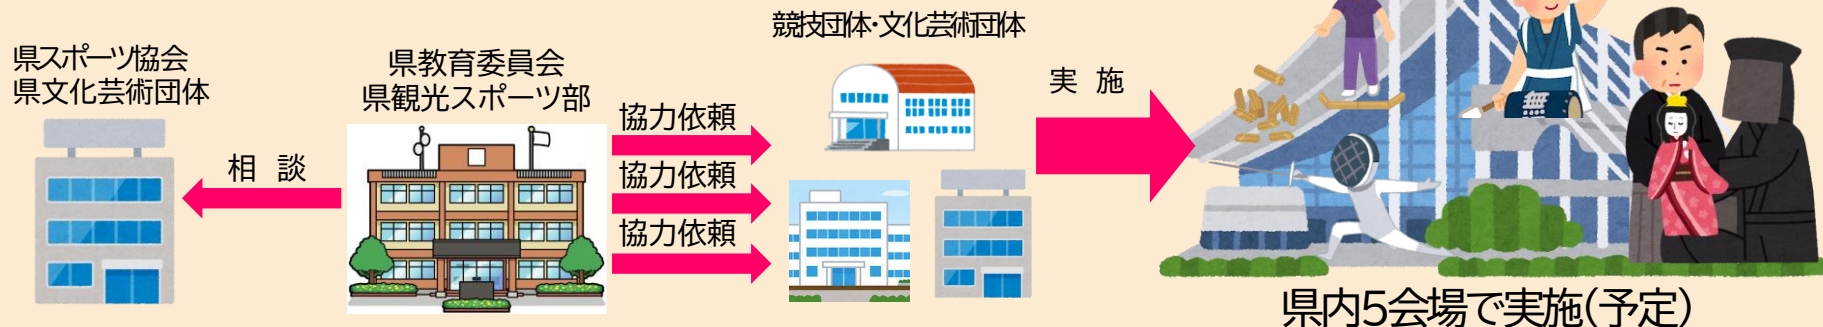 県スポーツ協会
県文化芸術団体
相 談
県教育委員会
県観光スポーツ部
協力依頼
協力依頼
協力依頼
競技団体・文化芸術団体
実 施
県内5会場で実施(予定)